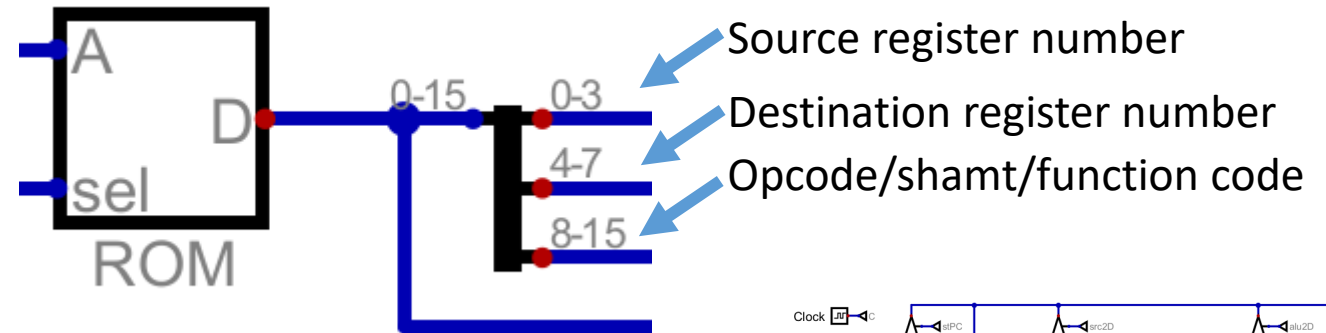 A
D
sel
ROM
0-15
0-3
4-7
8-15
Source register number
Destination register number
Opcode/shamt/function code
Clock
C
stPC
src2D
alu2D